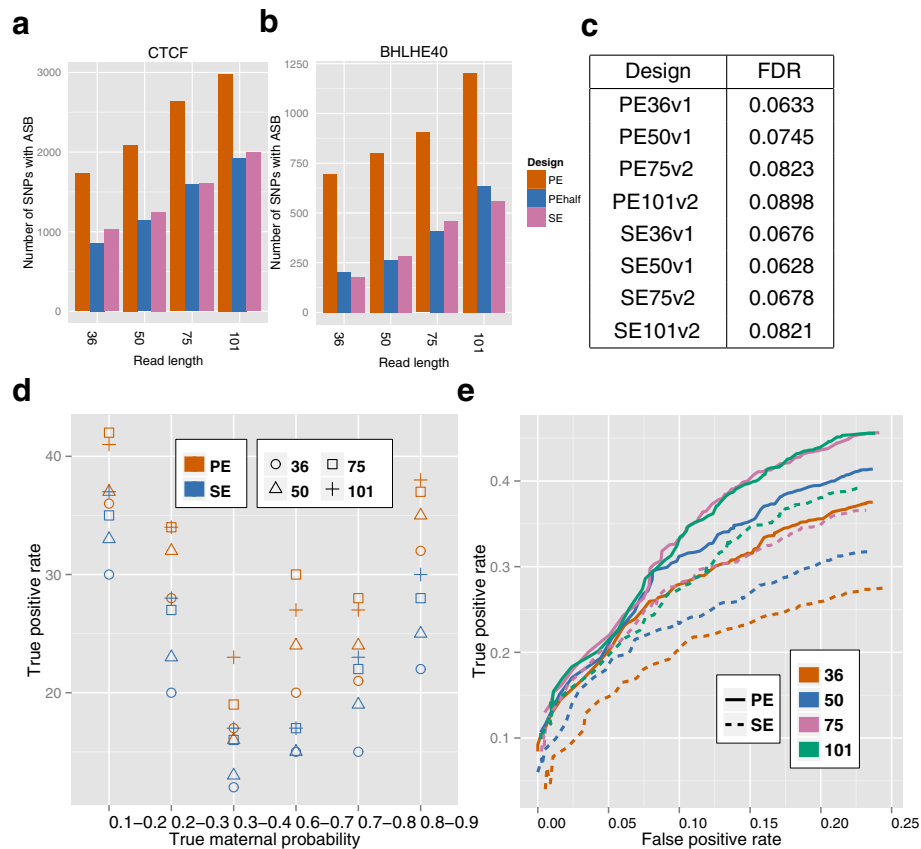 a
CTCF
Number of SNPs with ASB
3000
2000
1000
0
36
50
75
101
Read length
b
BHLHE40
Number of SNPs with ASB
1250
1000
750
500
250
0
36
50
75
101
Read length
Design
PE
PEhalf
SE
c
Design FDR
PE36v1 0.0633
PE50v1 0.0745
PE75v2 0.0823
PE101v2 0.0898
SE36v1 0.0676
SE50v1 0.0628
SE75v2 0.0678
SE101v2 0.0821
d
True positive rate
40
30
20
PE
SE
36 75
50 101
0.1−0.2 0.2−0.3 0.3−0.4 0.6−0.7 0.7−0.8 0.8−0.9
True maternal probability
e
True positive rate
0.4
0.3
0.2
0.1
PE
SE
36
50
75
101
0.00 0.05 0.10 0.15 0.20 0.25
False positive rate